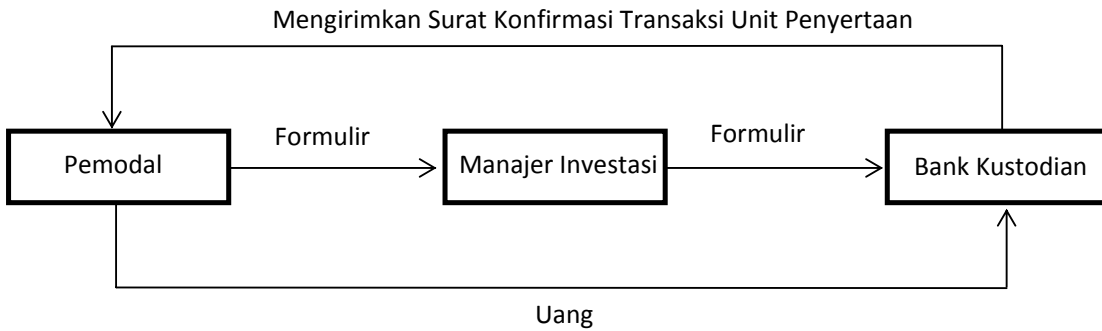 Mengirimkan Surat Konfirmasi Transaksi Unit Penyertaan
Formulir
Formulir
Pemodal
Manajer Investasi
Bank Kustodian
Uang